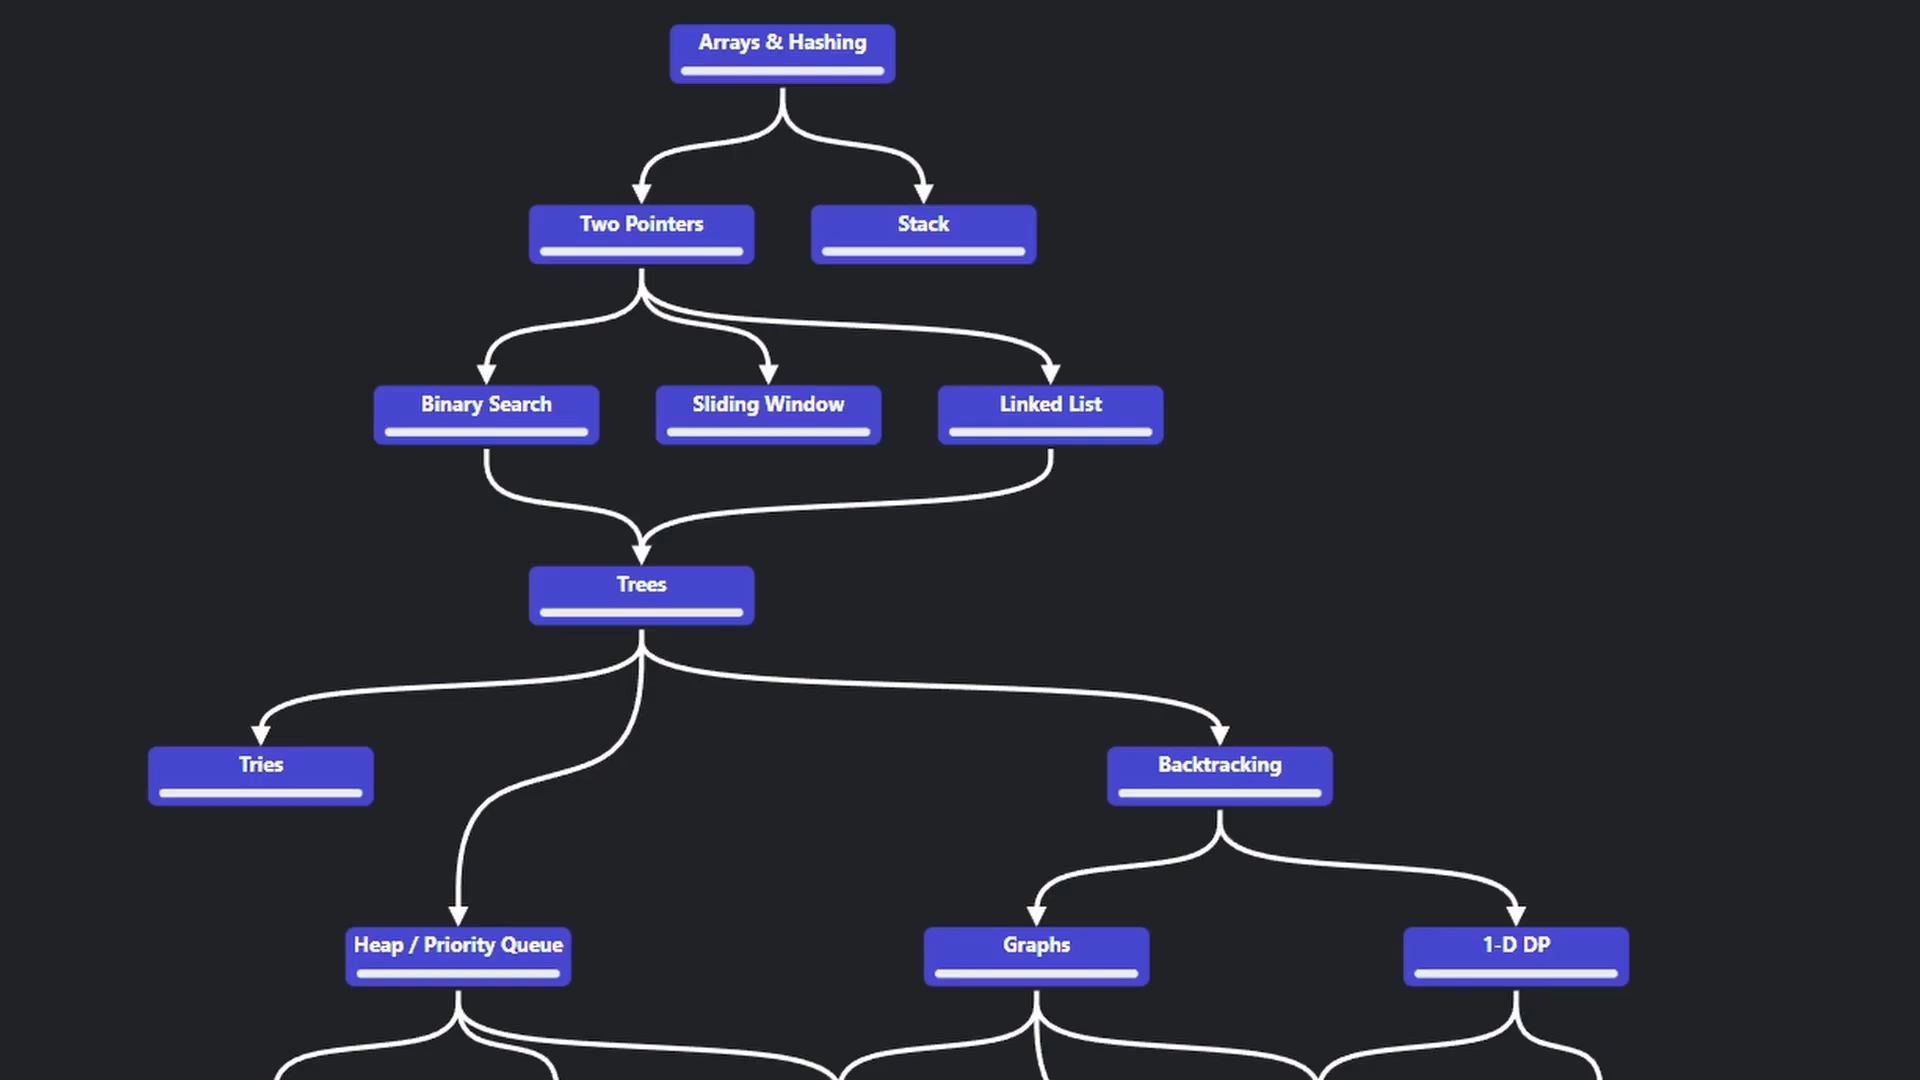 Arrays & Hashing
Two Pointers
Stack
Binary Search
Sliding Window
Linked List
Trees
Tries
Backtracking
Heap / Priority Queue
Graphs
1-D DP